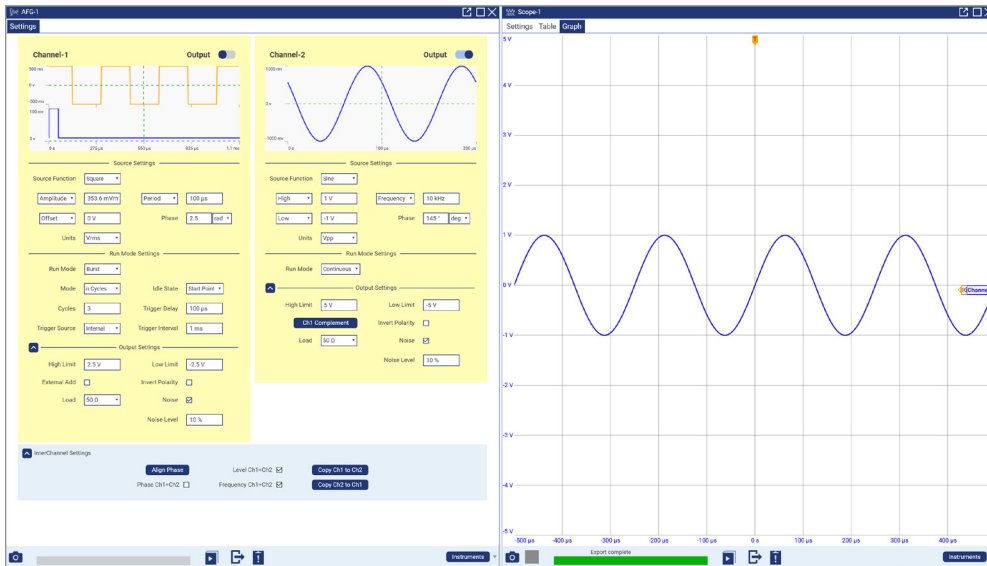 AFG-1
Settings
Channel-1 Output
500 mv
0 v
-500 mv
100 mv
0 v
0 s 275 µs 550 µs 825 µs 1.1 ms
Source Settings
Source Function Square
Amplitude 353.6 mVrm Period 100 µs
Offset 0 V Phase 2.5 rad
Units Vrms
Run Mode Settings
Run Mode Burst
Mode n Cycles Idle State Start Point
Cycles 3 Trigger Delay 100 µs
Trigger Source Internal Trigger Interval 1 ms
Output Settings
High Limit 2.5 V Low Limit -2.5 V
External Add Invert Polarity
Load 50 Ω Noise
Noise Level 10 %
Channel-2 Output
1000 mv
0 v
-1000 mv
0 s 100 µs 200 µs
Source Settings
Source Function Sine
High 1 V Frequency 10 kHz
Low -1 V Phase 145 ° deg
Units Vpp
Run Mode Settings
Run Mode Continuous
Output Settings
High Limit 5 V Low Limit -5 V
Ch1 Complement Invert Polarity
Load 50 Ω Noise
Noise Level 10 %
InterChannel Settings
Align Phase Level Ch1=Ch2 Copy Ch1 to Ch2
Phase Ch1=Ch2 Frequency Ch1=Ch2 Copy Ch2 to Ch1
Instruments
Scope-1
Settings Table Graph
T
5 V
4 V
3 V
2 V
1 V
0 V
-1 V
-2 V
-3 V
-4 V
-5 V
Channe
-500 µs -400 µs -300 µs -200 µs -100 µs 0 s 100 µs 200 µs 300 µs 400 µs
Export complete
Instruments